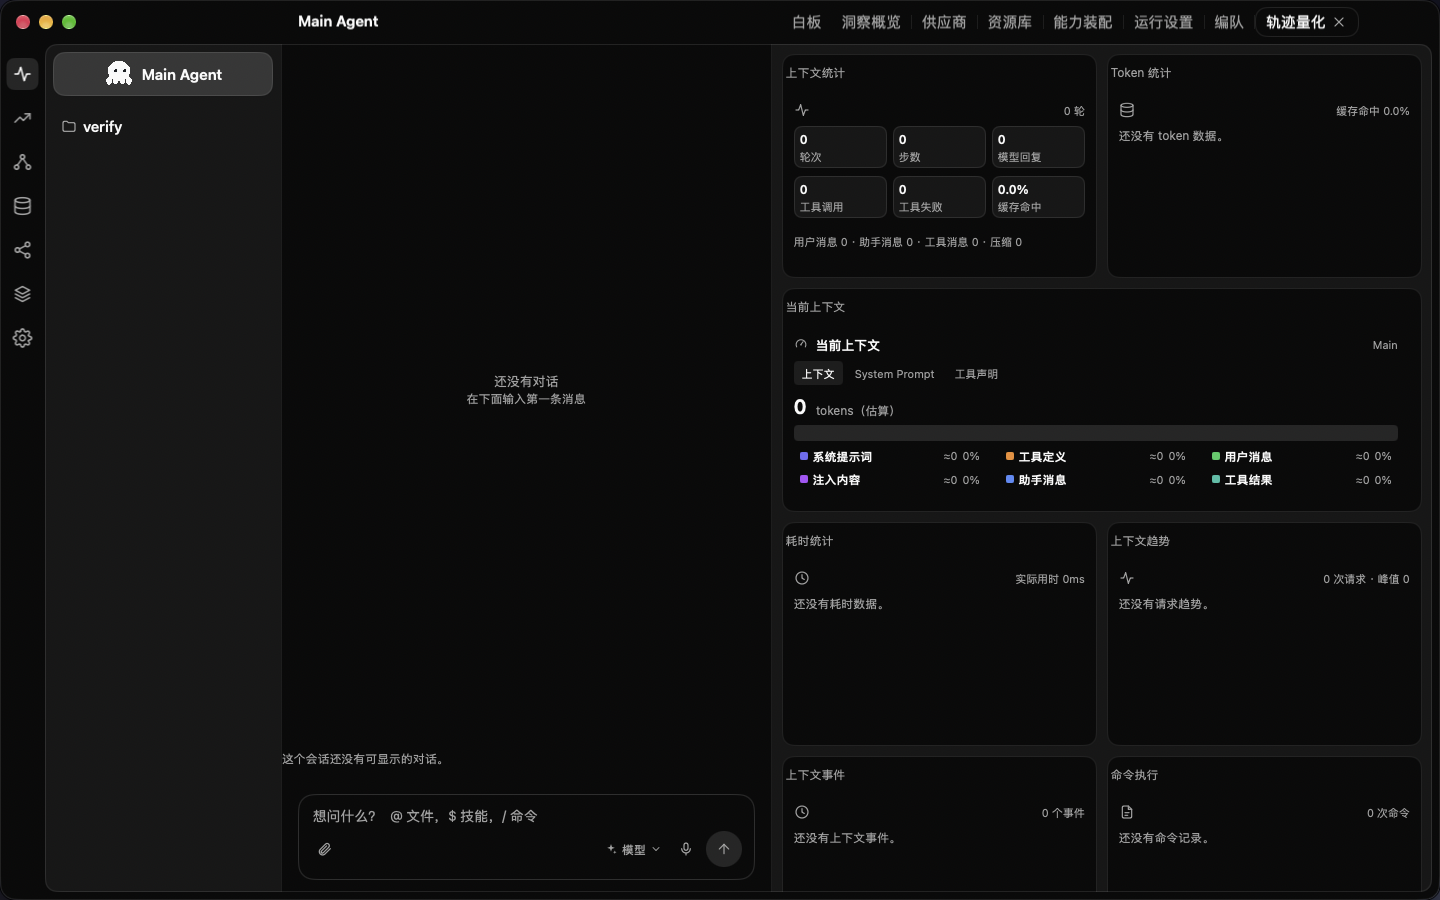 Main Agent
白板 洞察概览 供应商 资源库 能力装配 运行设置 编队 轨迹量化
Main Agent
verify
还没有对话
在下面输入第一条消息
这个会话还没有可显示的对话。
想问什么? @ 文件, $ 技能, / 命令
模型
上下文统计
0 轮
0 轮次
0 步数
0 模型回复
0 工具调用
0 工具失败
0.0% 缓存命中
用户消息 0 · 助手消息 0 · 工具消息 0 · 压缩 0
Token 统计
缓存命中 0.0%
还没有 token 数据。
当前上下文
当前上下文 Main
上下文 System Prompt 工具声明
0 tokens (估算)
系统提示词 ≈0 0% 工具定义 ≈0 0% 用户消息 ≈0 0%
注入内容 ≈0 0% 助手消息 ≈0 0% 工具结果 ≈0 0%
耗时统计
实际用时 0ms
还没有耗时数据。
上下文趋势
0 次请求 · 峰值 0
还没有请求趋势。
上下文事件
0 个事件
还没有上下文事件。
命令执行
0 次命令
还没有命令记录。